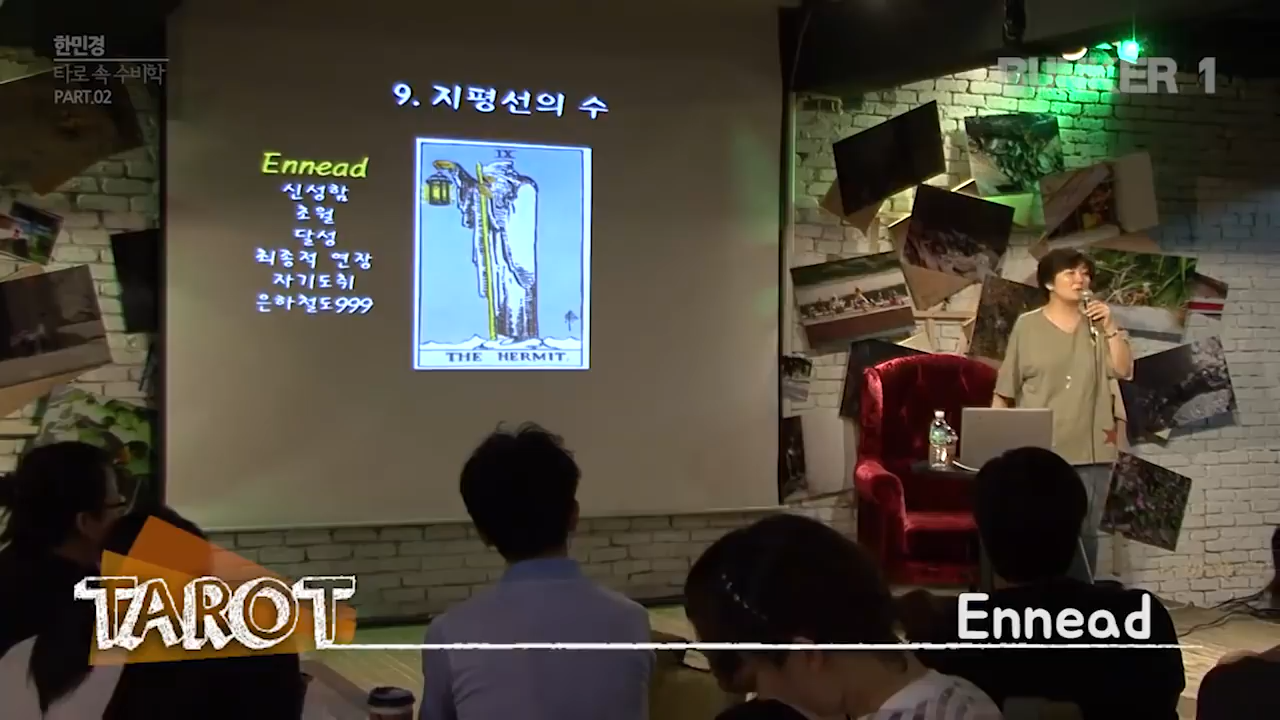 한민경
타로 속 수비학
PART.02
BUNKER 1
9. 지평선의 수
Ennead
신성함
초월
달성
최종적 연장
자기도취
은하철도999
IX
THE HERMIT.
TAROT
Ennead